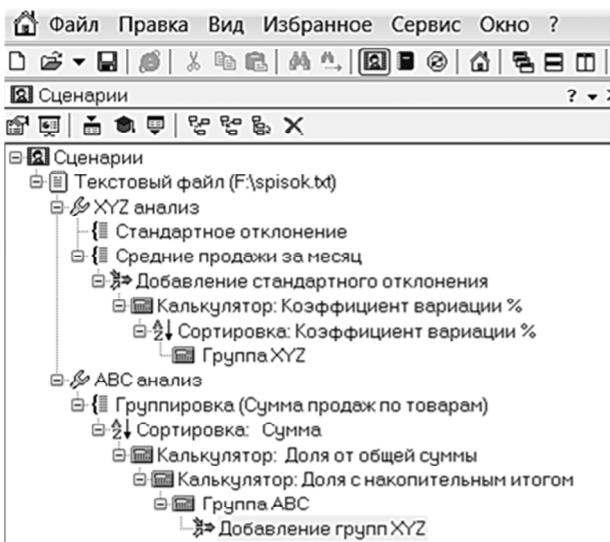 Файл Правка Вид Избранное Сервис Окно ?
Сценарии ?
Сценарии
Текстовый файл (F:\spisok.txt)
XYZ анализ
Стандартное отклонение
Средние продажи за месяц
Добавление стандартного отклонения
Калькулятор: Коэффициент вариации %
Сортировка: Коэффициент вариации %
Группа XYZ
ABC анализ
Группировка (Сумма продаж по товарам)
Сортировка: Сумма
Калькулятор: Доля от общей суммы
Калькулятор: Доля с накопительным итогом
Группа ABC
Добавление групп XYZ